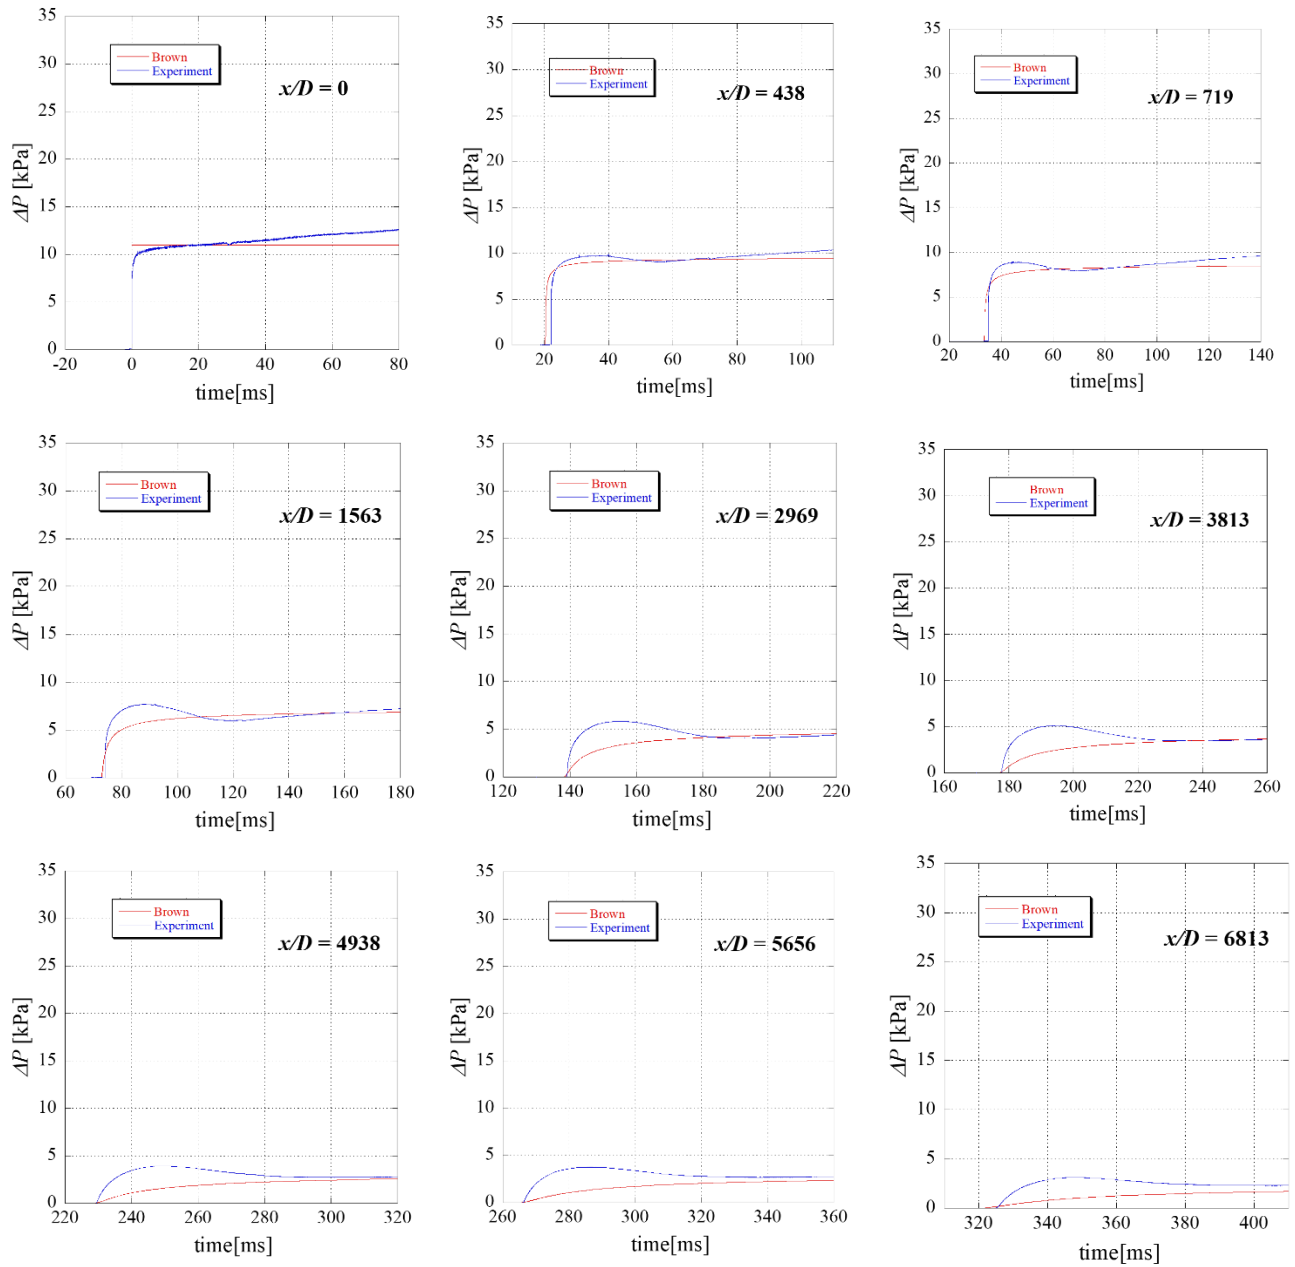 35
30
25
20
15
10
5
0
ΔP [kPa]
Brown
Experiment
x/D = 0
-20 0 20 40 60 80
time[ms]
35
30
25
20
15
10
5
0
ΔP [kPa]
Brown
Experiment
x/D = 438
20 40 60 80 100
time[ms]
35
30
25
20
15
10
5
0
ΔP [kPa]
Brown
Experiment
x/D = 719
20 40 60 80 100 120 140
time[ms]
35
30
25
20
15
10
5
0
ΔP [kPa]
Brown
Experiment
x/D = 1563
60 80 100 120 140 160 180
time[ms]
35
30
25
20
15
10
5
0
ΔP [kPa]
Brown
Experiment
x/D = 2969
120 140 160 180 200 220
time[ms]
35
30
25
20
15
10
5
0
ΔP [kPa]
Brown
Experiment
x/D = 3813
160 180 200 220 240 260
time[ms]
35
30
25
20
15
10
5
0
ΔP [kPa]
Brown
Experiment
x/D = 4938
220 240 260 280 300 320
time[ms]
35
30
25
20
15
10
5
0
ΔP [kPa]
Brown
Experiment
x/D = 5656
260 280 300 320 340 360
time[ms]
35
30
25
20
15
10
5
0
ΔP [kPa]
Brown
Experiment
x/D = 6813
320 340 360 380 400
time[ms]